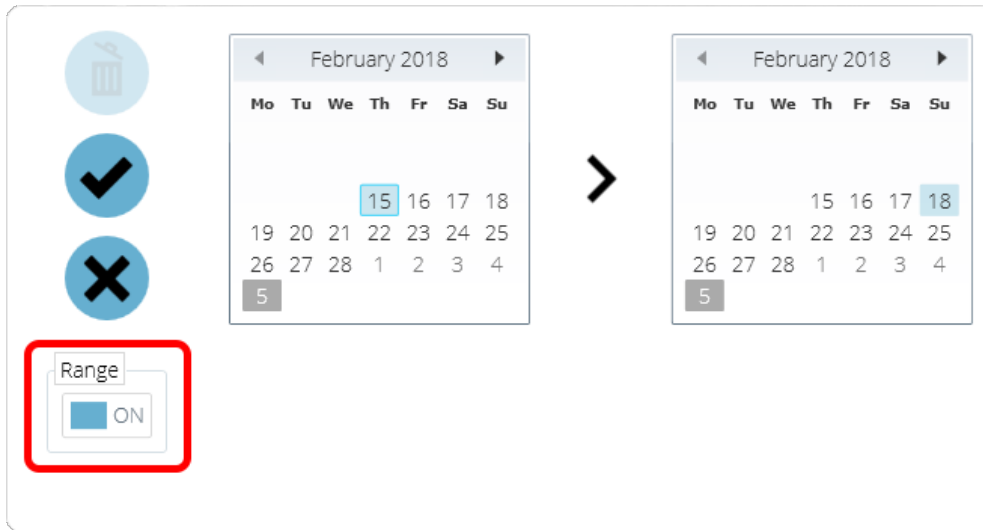 February 2018
Mo Tu We Th Fr Sa Su
15 16 17 18
19 20 21 22 23 24 25
26 27 28 1 2 3 4
5
February 2018
Mo Tu We Th Fr Sa Su
15 16 17 18
19 20 21 22 23 24 25
26 27 28 1 2 3 4
5
Range
ON